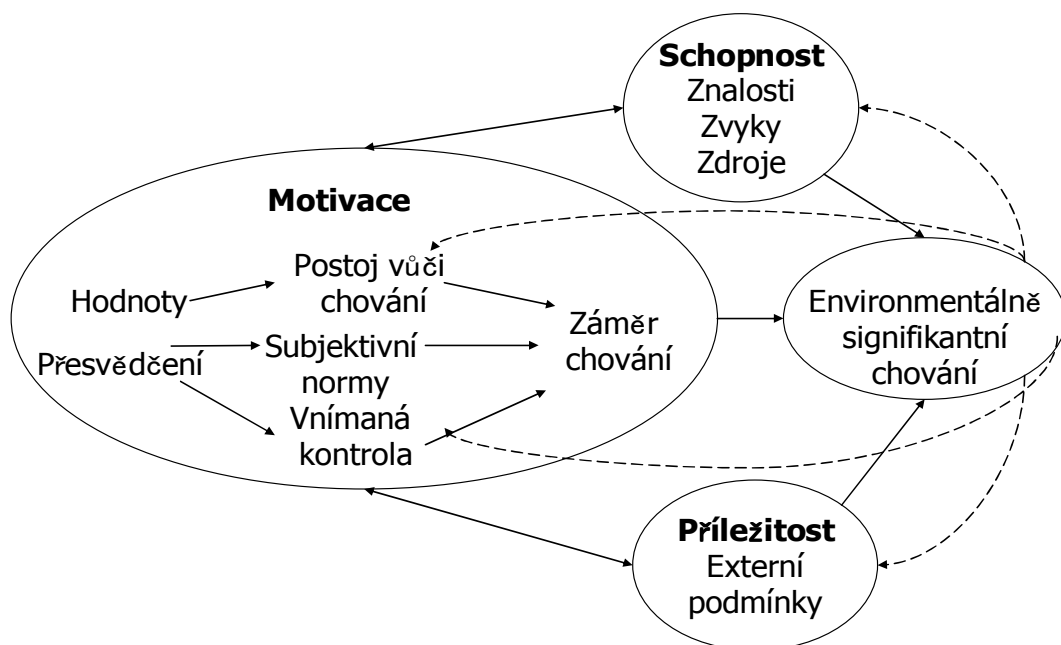 Schopnost
Znalosti
Zvyky
Zdroje
Motivace
Postoj vůči
chování
Hodnoty
Přesvědčení
Subjektivní
normy
Vnímaná
kontrola
Záměr
chování
Environmentálně
signifikantní
chování
Příležitost
Externí
podmínky